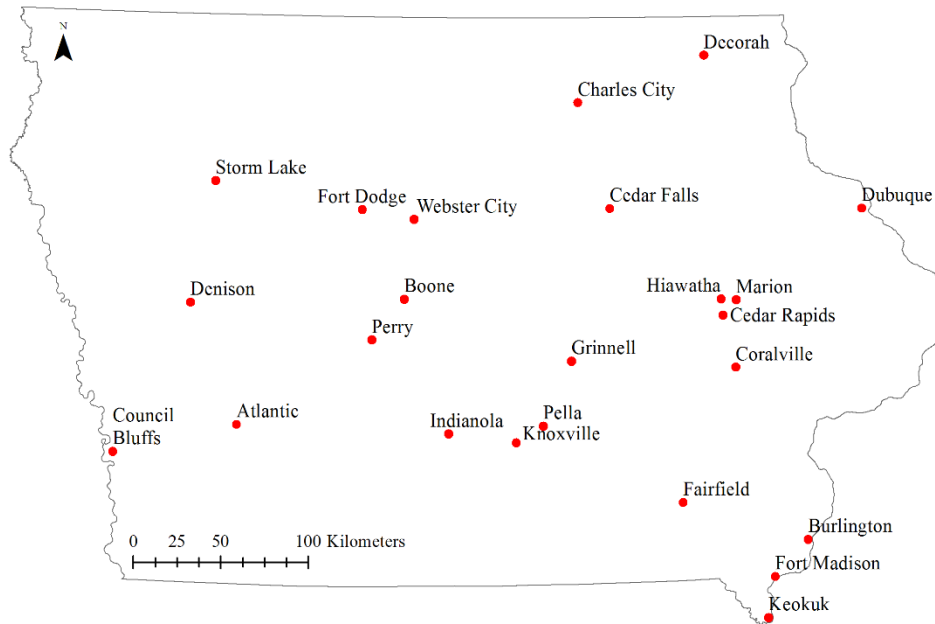 N
Decorah
Charles City
Storm Lake
Fort Dodge
Webster City
Cedar Falls
Dubuque
Denison
Boone
Hiawatha
Marion
Cedar Rapids
Perry
Grinnell
Coralville
Council
Bluffs
Atlantic
Indianola
Pella
Knoxville
Fairfield
Burlington
0 25 50 100 Kilometers
Fort Madison
Keokuk